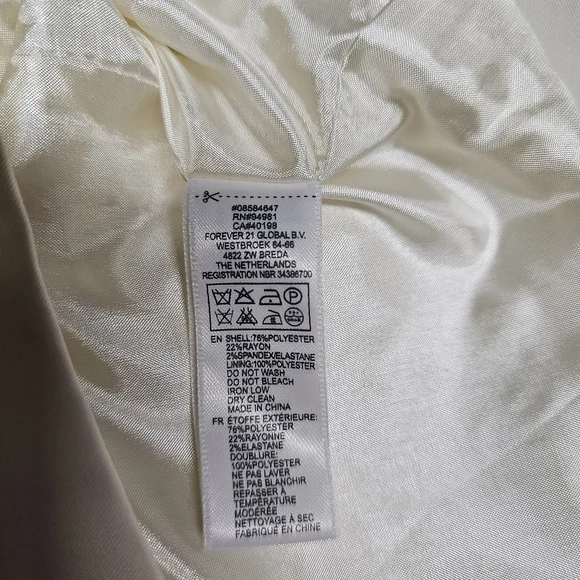 #08584647
RN#94981
CA#40198
FOREVER 21 GLOBAL B.V.
WESTBROEK 64-66
4822 ZW BREDA
THE NETHERLANDS
REGISTRATION NBR 34386700
EN SHELL:76%POLYESTER
22%RAYON
2%SPANDEX/ELASTANE
LINING:100%POLYESTER
DO NOT WASH
DO NOT BLEACH
IRON LOW
DRY CLEAN
MADE IN CHINA
FR ÉTOFFE EXTÉRIEURE:
76%POLYESTER
22%RAYONNE
2%ELASTANE
DOUBLURE:
100%POLYESTER
NE PAS LAVER
NE PAS BLANCHIR
REPASSER À
TEMPÉRATURE
MODÉRÉE
NETTOYAGE À SEC
FABRIQUÉ EN CHINE